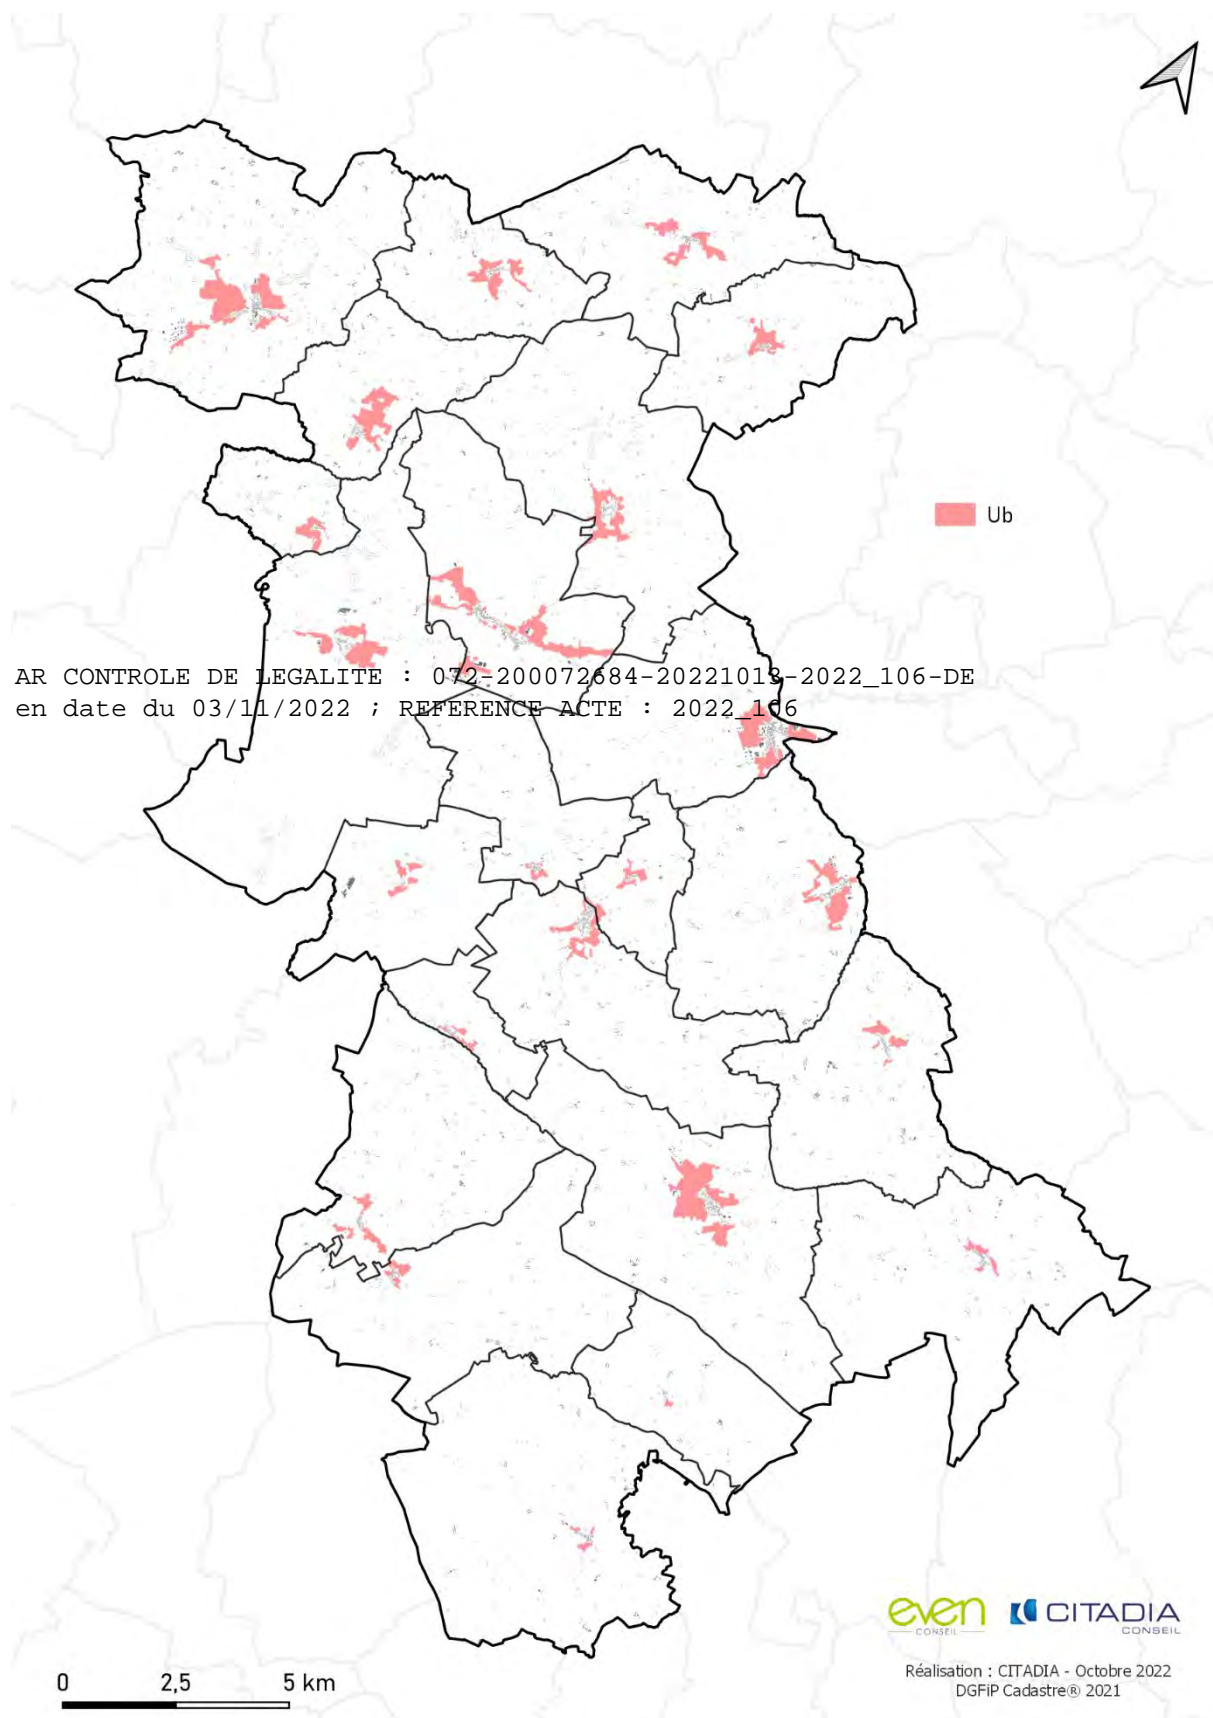 Ub
AR CONTROLE DE LEGALITE : 072-200072684-20221013-2022_106-DE
en date du 03/11/2022 ; REFERENCE ACTE : 2022_106
even
CONSEIL
CITADIA
CONSEIL
Réalisation : CITADIA - Octobre 2022
DGFiP Cadastre® 2021
0 2,5 5 km